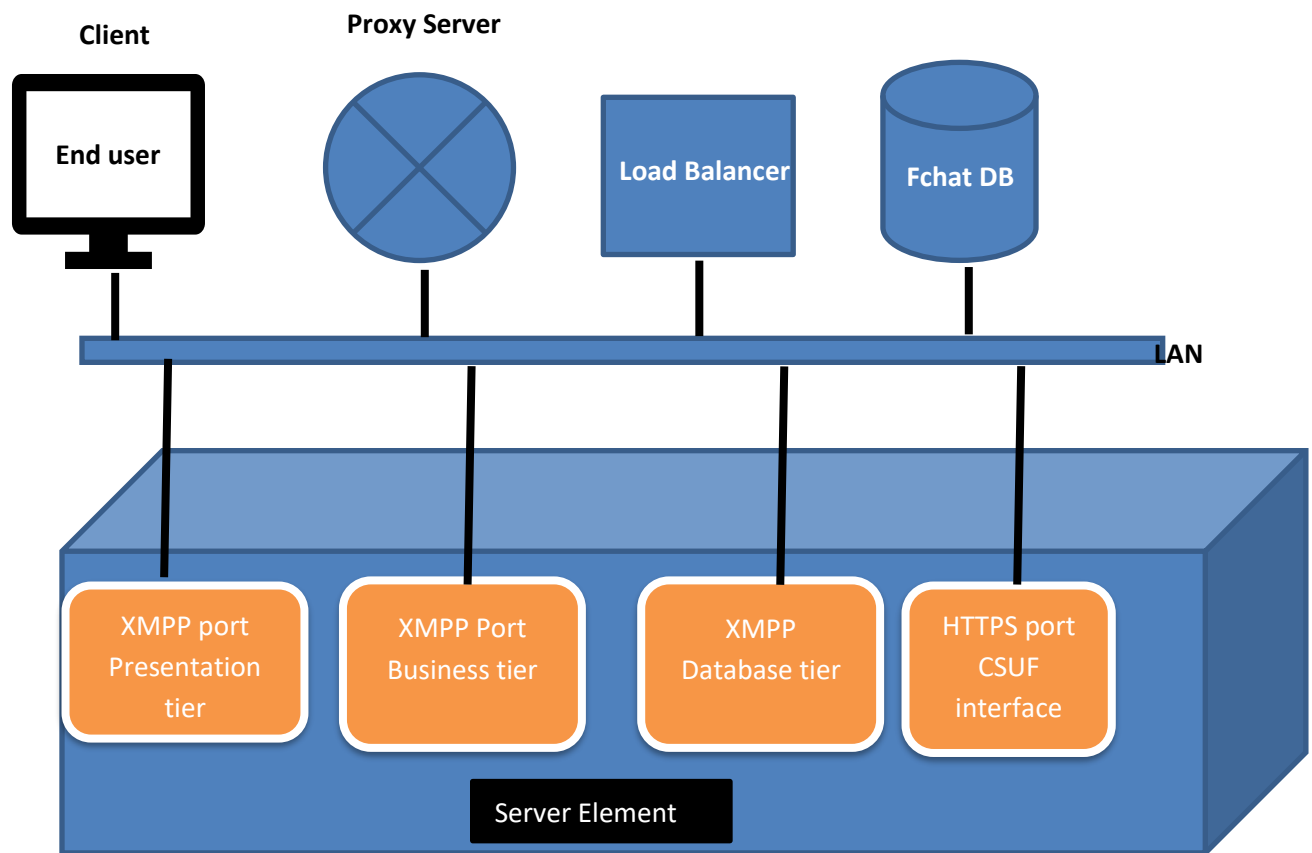 Client
Proxy Server
End user
Load Balancer
Fchat DB
LAN
XMPP port
Presentation
tier
XMPP Port
Business tier
XMPP
Database tier
HTTPS port
CSUF
interface
Server Element